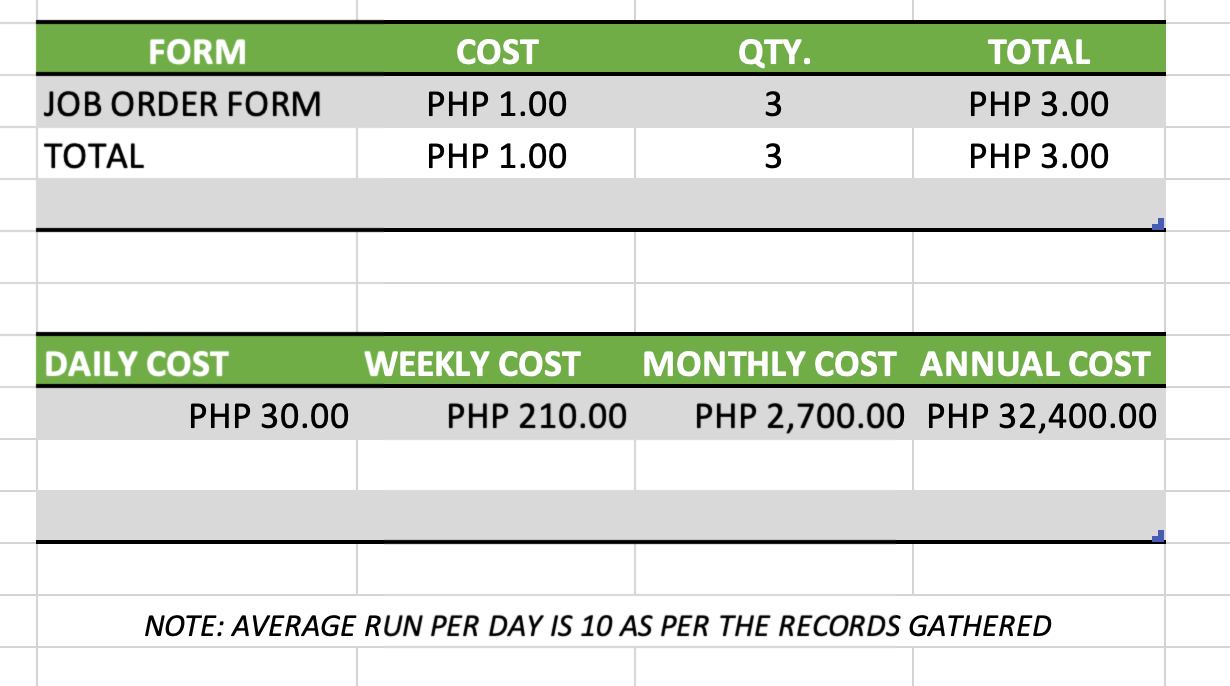 FORM COST QTY. TOTAL
JOB ORDER FORM PHP 1.00 3 PHP 3.00
TOTAL PHP 1.00 3 PHP 3.00
DAILY COST WEEKLY COST MONTHLY COST ANNUAL COST
PHP 30.00 PHP 210.00 PHP 2,700.00 PHP 32,400.00
NOTE: AVERAGE RUN PER DAY IS 10 AS PER THE RECORDS GATHERED